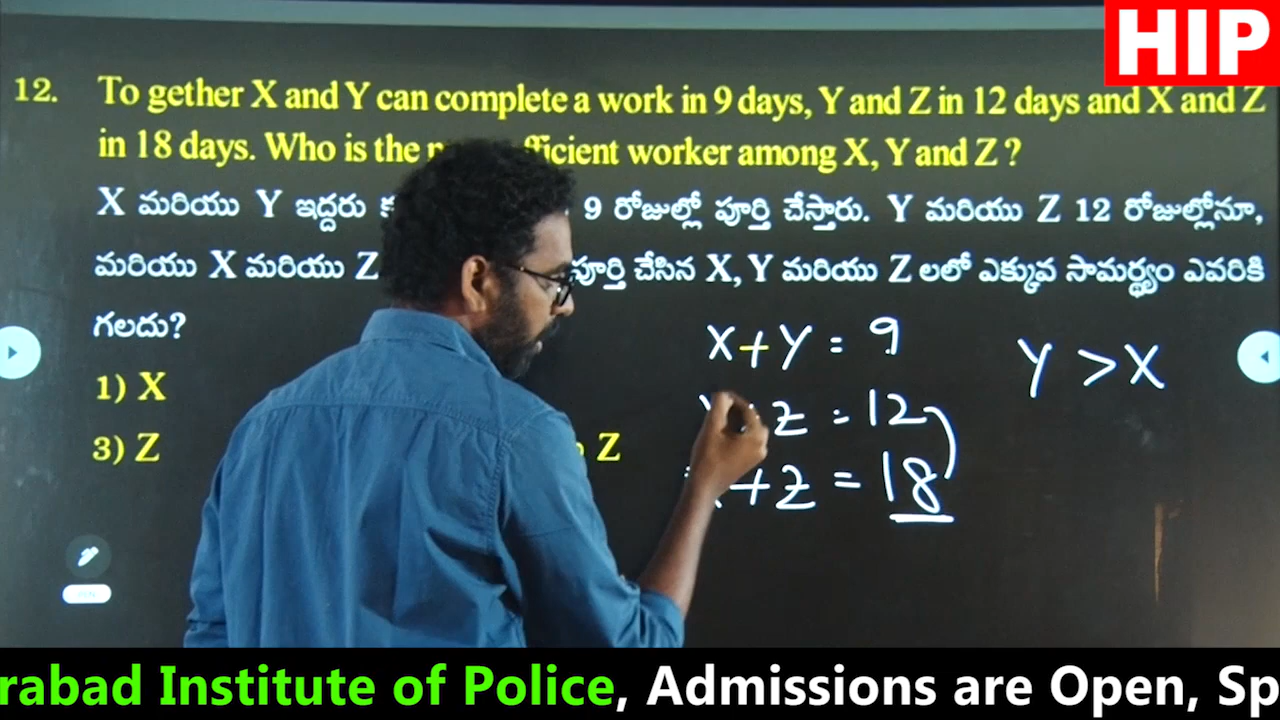 HIP
12. To gether X and Y can complete a work in 9 days, Y and Z in 12 days and X and Z
in 18 days. Who is the efficient worker among X, Y and Z ?
X మరియు Y ఇద్దరు 9 రోజుల్లో పూర్తి చేస్తారు. Y మరియు Z 12 రోజుల్లోనూ,
మరియు X మరియు Z పూర్తి చేసిన X, Y మరియు Z లలో ఎక్కువ సామర్థ్యం ఎవరికి
గలదు?
1) X
3) Z
Z
X + Y = 9
Z = 12
+ Z = 18
Y > X
rabad Institute of Police, Admissions are Open, Sp